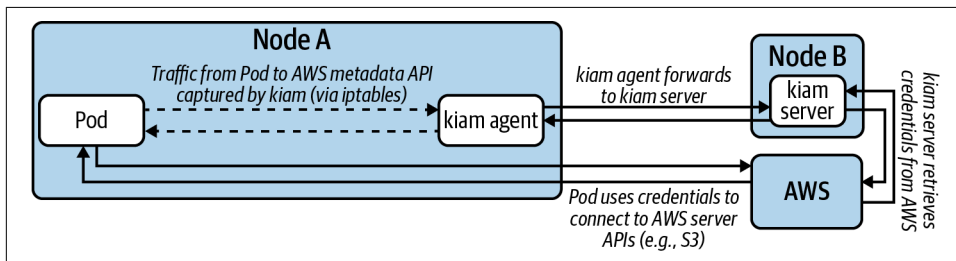 Node A
Traffic from Pod to AWS metadata API
captured by kiam (via iptables)
Pod
kiam agent
kiam agent forwards
to kiam server
Node B
kiam
server
kiam server retrieves
credentials from AWS
AWS
Pod uses credentials to
connect to AWS server
APIs (e.g., S3)